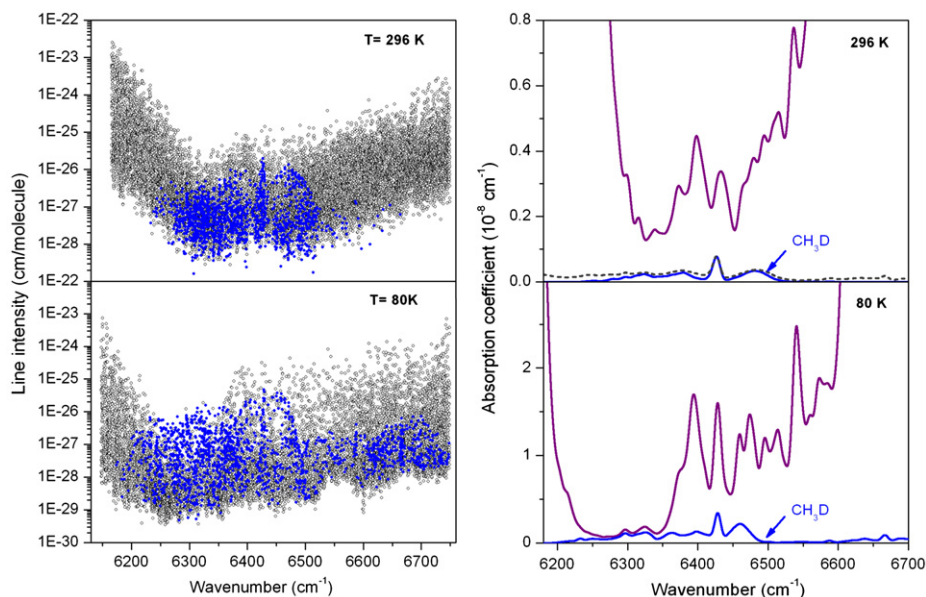 1E-22
1E-23
1E-24
1E-25
1E-26
1E-27
1E-28
1E-22
1E-23
1E-24
1E-25
1E-26
1E-27
1E-28
1E-29
1E-30
Line intensity (cm/molecule)
T= 296 K
T= 80K
6200 6300 6400 6500 6600 6700
Wavenumber (cm⁻¹)
0.8
0.6
0.4
0.2
0.0
2
1
0
Absorption coefficient (10⁻⁸ cm⁻¹)
296 K
CH₃D
80 K
CH₃D
6200 6300 6400 6500 6600 6700
Wavenumber (cm⁻¹)